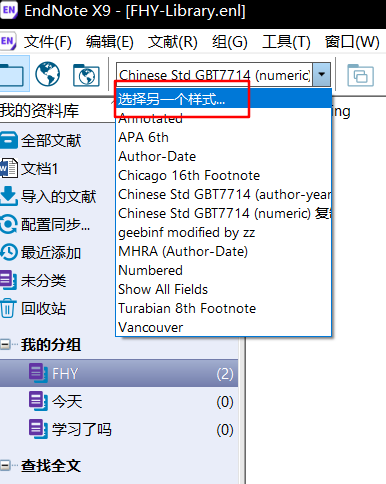 EN EndNote X9 - [FHY-Library.enl]
EN 文件(F) 编辑(E) 文献(R) 组(G) 工具(T) 窗口(W)
Chinese Std GBT7714 (numeric)
我的资料库
选择另一个样式...
ing
全部文献
Annotated
文档1
APA 6th
Author-Date
导入的文献
Chicago 16th Footnote
配置同步...
Chinese Std GBT7714 (author-year
Chinese Std GBT7714 (numeric) 复制
最近添加
geebinf modified by zz
MHRA (Author-Date)
未分类
Numbered
Show All Fields
回收站
Turabian 8th Footnote
Vancouver
我的分组
FHY (2)
今天 (0)
学习了吗 (0)
查找全文